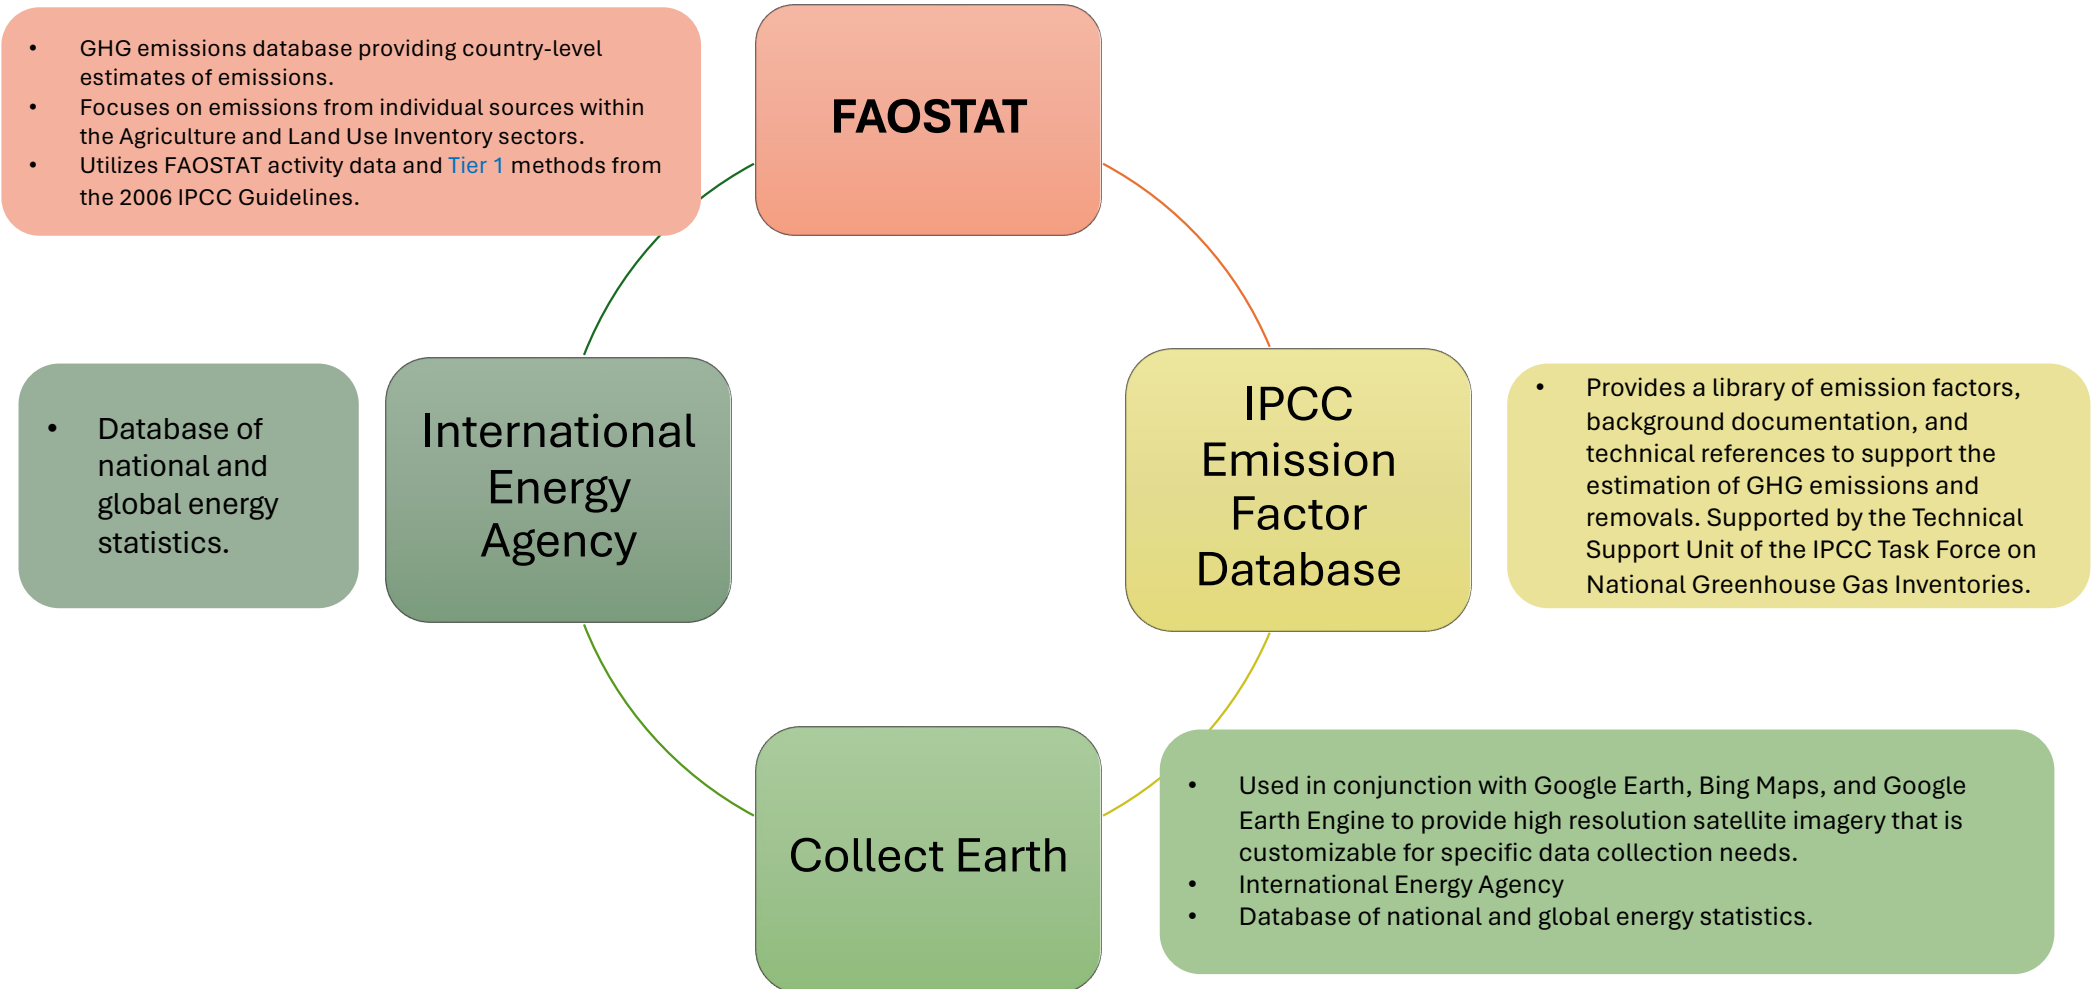 • GHG emissions database providing country-level
estimates of emissions.
• Focuses on emissions from individual sources within
the Agriculture and Land Use Inventory sectors.
• Utilizes FAOSTAT activity data and Tier 1 methods from
the 2006 IPCC Guidelines.
FAOSTAT
• Database of
national and
global energy
statistics.
International
Energy
Agency
IPCC
Emission
Factor
Database
• Provides a library of emission factors,
background documentation, and
technical references to support the
estimation of GHG emissions and
removals. Supported by the Technical
Support Unit of the IPCC Task Force on
National Greenhouse Gas Inventories.
Collect Earth
• Used in conjunction with Google Earth, Bing Maps, and Google
Earth Engine to provide high resolution satellite imagery that is
customizable for specific data collection needs.
• International Energy Agency
• Database of national and global energy statistics.